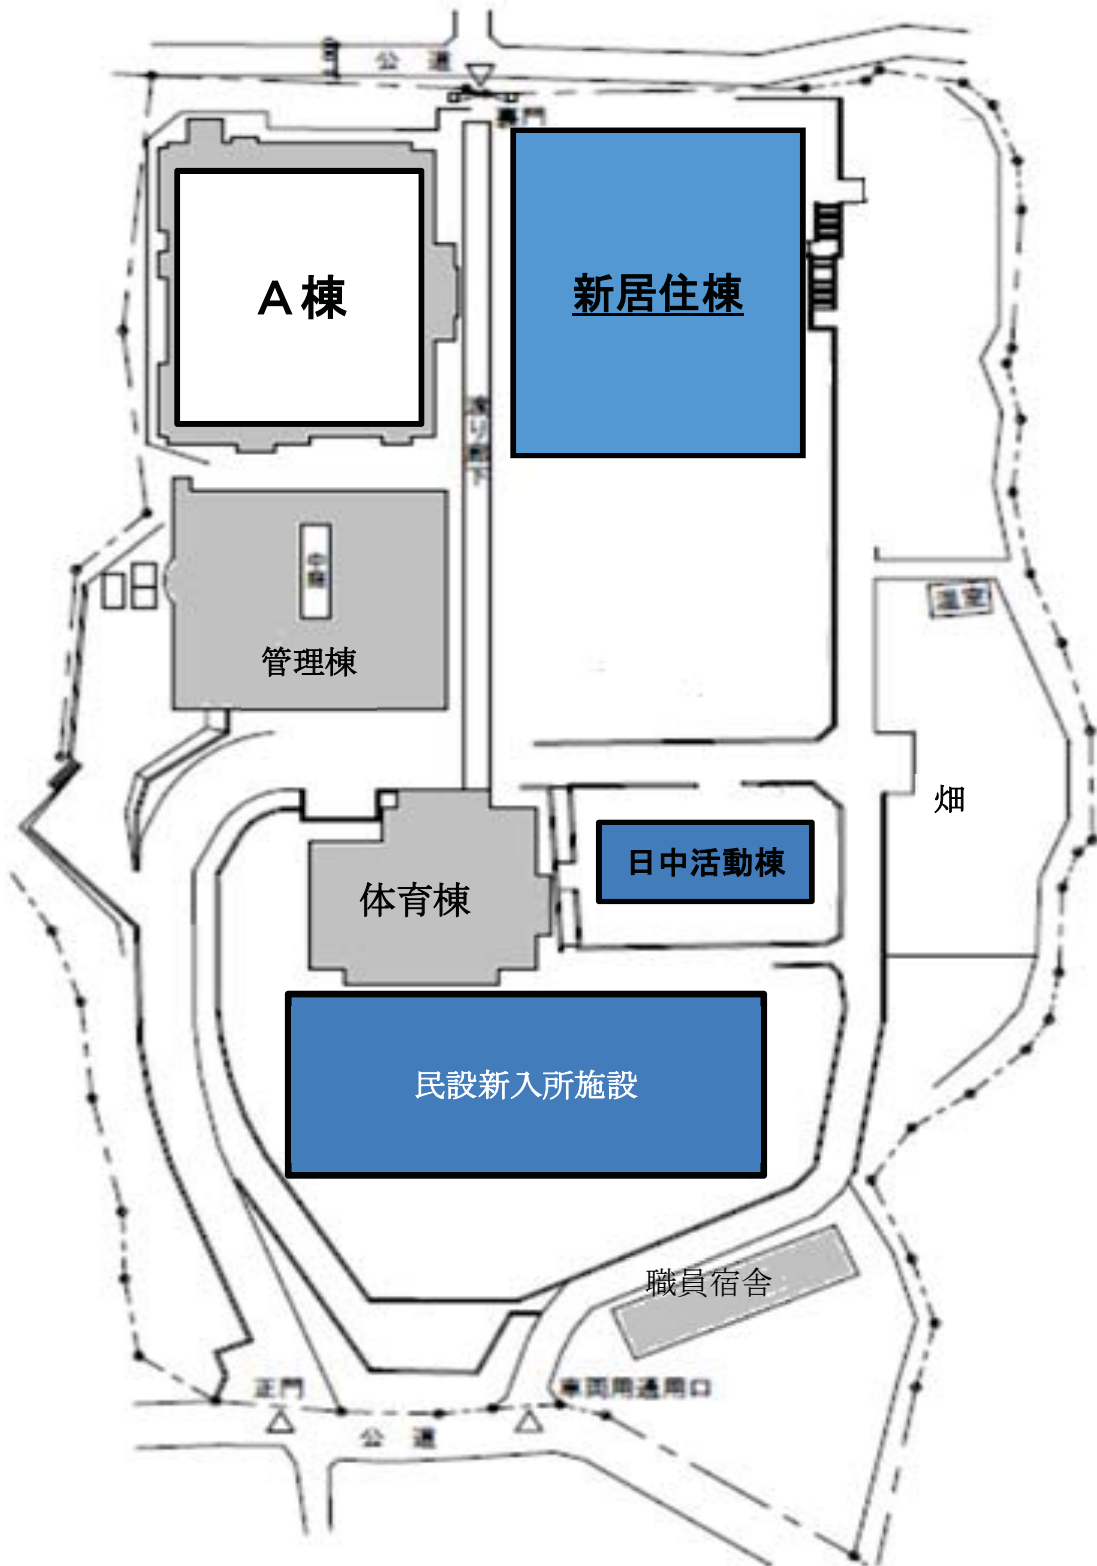 公道
裏門
A棟
新居住棟
渡り廊下
中庭
温室
管理棟
畑
日中活動棟
体育棟
民設新入所施設
職員宿舎
正門
車両用通用口
公道